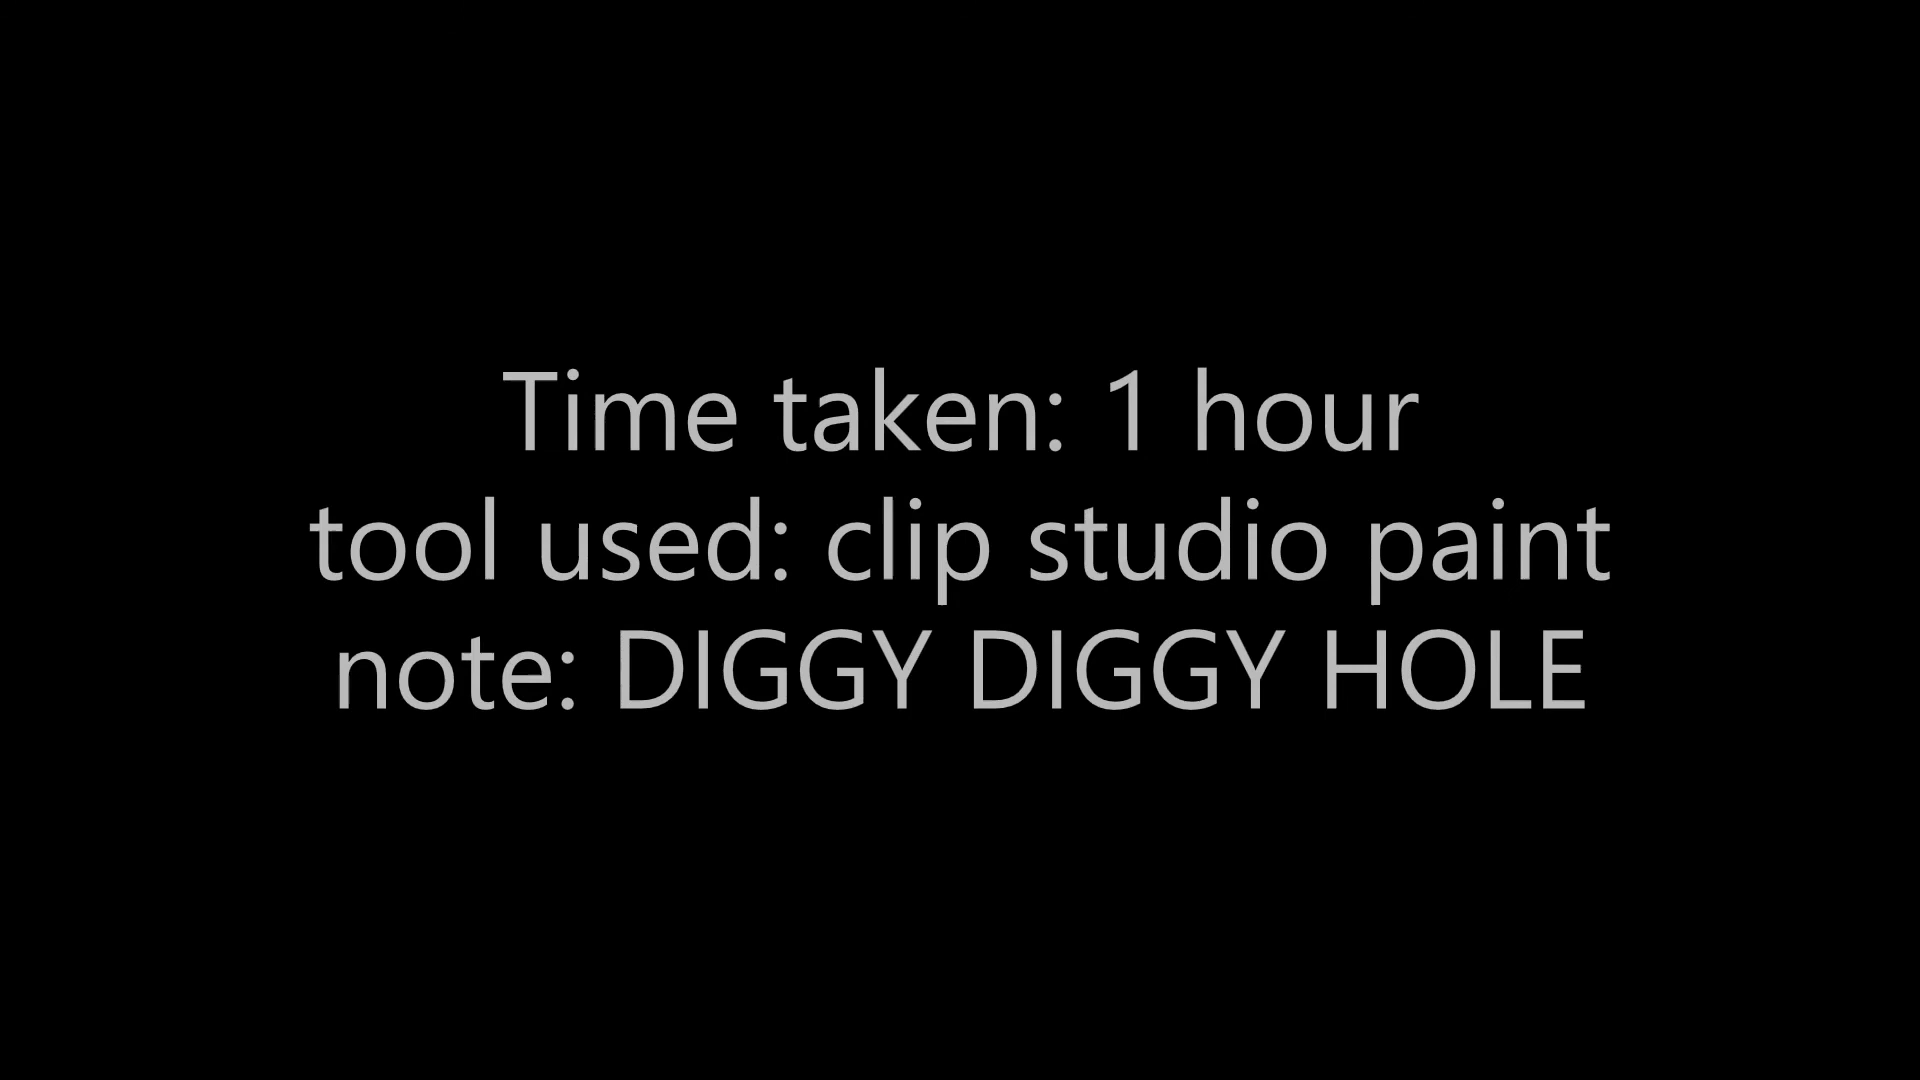 Time taken: 1 hour
tool used: clip studio paint
note: DIGGY DIGGY HOLE